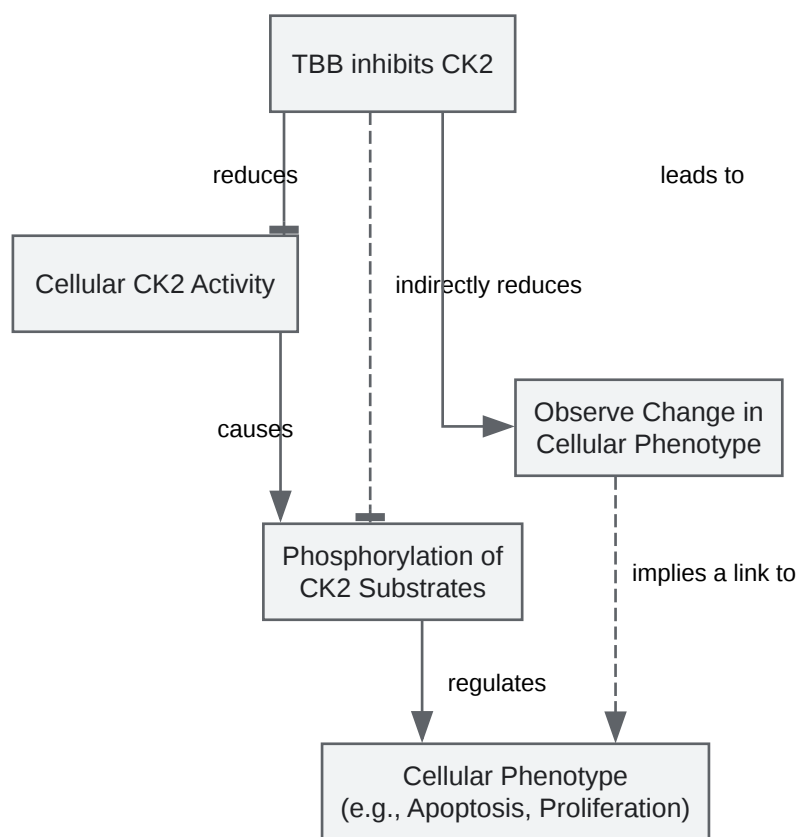 TBB inhibits CK2
reduces
leads to
Cellular CK2 Activity
indirectly reduces
Observe Change in
Cellular Phenotype
causes
Phosphorylation of
CK2 Substrates
implies a link to
regulates
Cellular Phenotype
(e.g., Apoptosis, Proliferation)